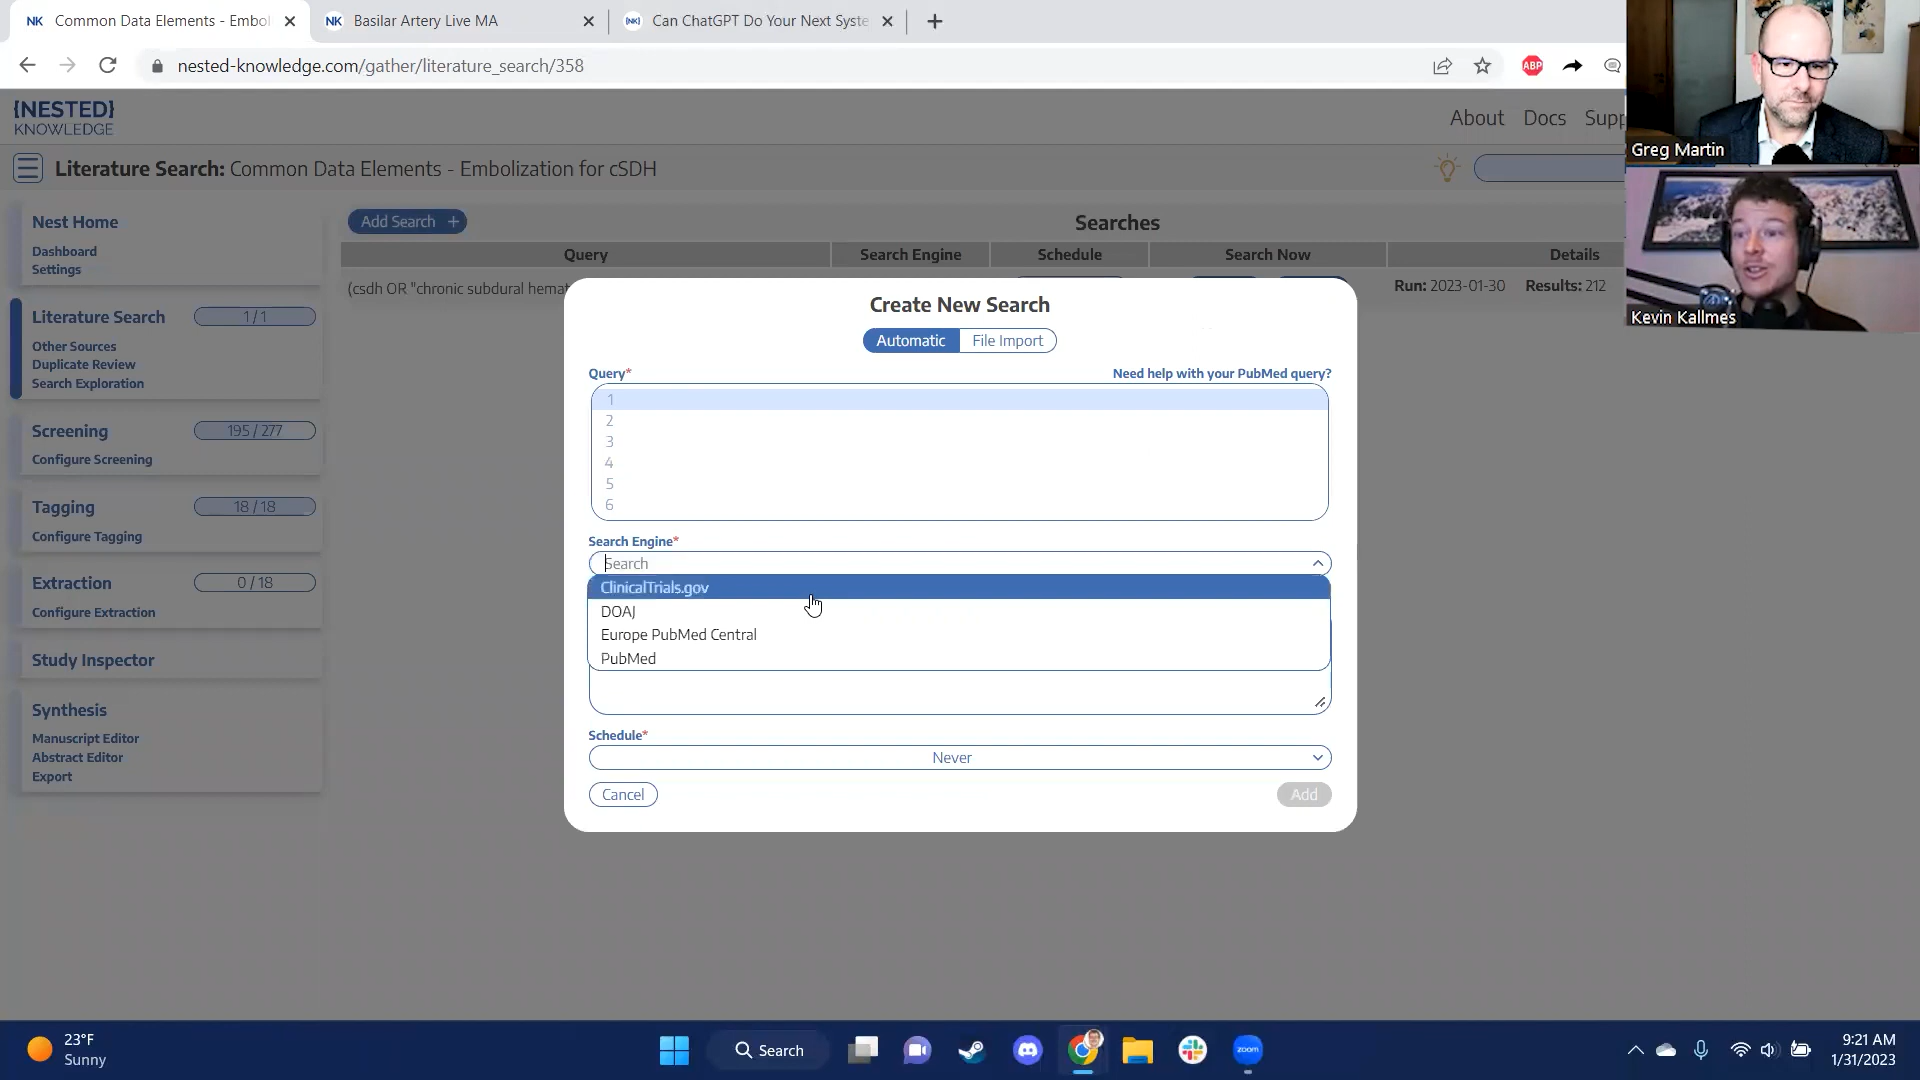 NK Common Data Elements - Embol
NK Basilar Artery Live MA
{NK} Can ChatGPT Do Your Next Syste
nested-knowledge.com/gather/literature_search/358
ABP
{NESTED}
KNOWLEDGE
About Docs Supp
Literature Search: Common Data Elements - Embolization for cSDH
Greg Martin
Kevin Kallmes
Nest Home
Dashboard
Settings
Literature Search 1 / 1
Other Sources
Duplicate Review
Search Exploration
Screening 195 / 277
Configure Screening
Tagging 18 / 18
Configure Tagging
Extraction 0 / 18
Configure Extraction
Study Inspector
Synthesis
Manuscript Editor
Abstract Editor
Export
Add Search +
Searches
Query Search Engine Schedule Search Now Details
(csdh OR "chronic subdural hemat
Run: 2023-01-30 Results: 212
Create New Search
Automatic File Import
Query* Need help with your PubMed query?
1
2
3
4
5
6
Search Engine*
Search
ClinicalTrials.gov
DOAJ
Europe PubMed Central
PubMed
Schedule*
Never
Cancel Add
23°F
Sunny
Search
zoom
9:21 AM
1/31/2023